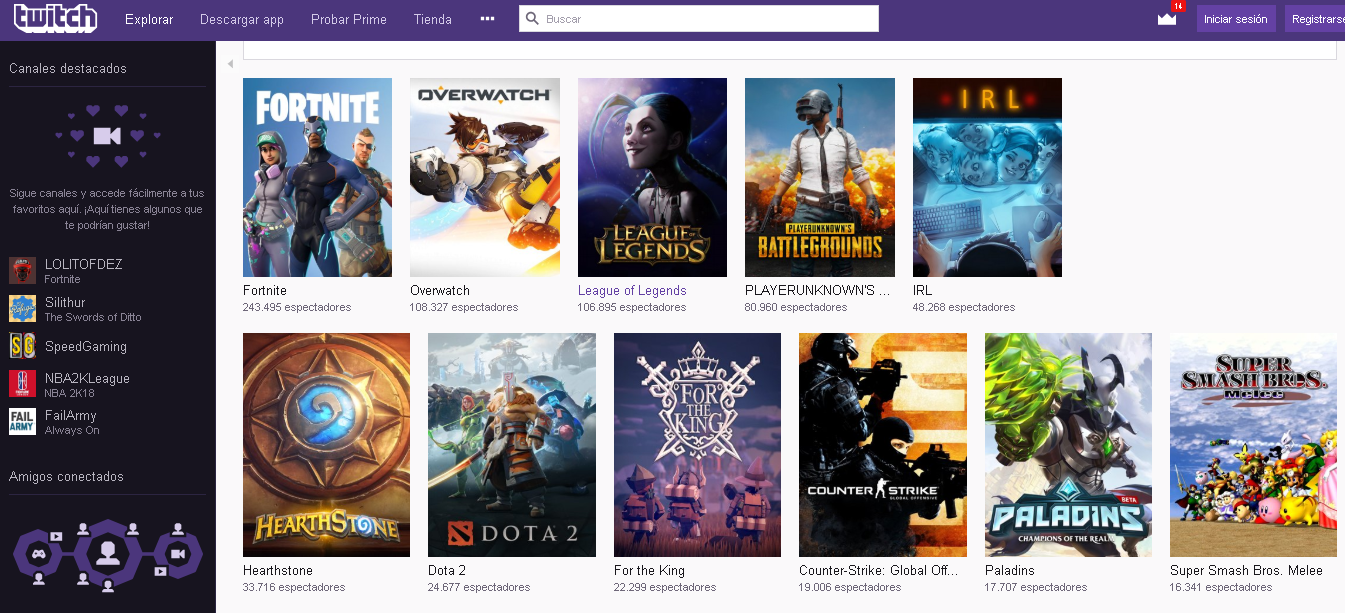 twitch Explorar Descargar app Probar Prime Tienda ••• Buscar 14 Iniciar sesión Registrarse
Canales destacados
Sigue canales y accede fácilmente a tus
favoritos aquí. ¡Aquí tienes algunos que
te podrían gustar!
LOLITOFDEZ
Fortnite
Silithur
The Swords of Ditto
SG
SpeedGaming
NBA2KLeague
NBA 2K18
FAIL
ARMY
FailArmy
Always On
Amigos conectados
FORTNITE
OVERWATCH
LEAGUE OF
LEGENDS
PLAYERUNKNOWN'S
BATTLEGROUNDS
IRL
Fortnite
243.495 espectadores
Overwatch
108.327 espectadores
League of Legends
106.895 espectadores
PLAYERUNKNOWN'S ...
80.960 espectadores
IRL
48.268 espectadores
HEARTHSTONE
DOTA 2
FOR
THE
KING
COUNTER STRIKE
GLOBAL OFFENSIVE
BETA
PALADINS
CHAMPIONS OF THE REALM
SUPER
SMASH BROS.
Melee
Hearthstone
33.716 espectadores
Dota 2
24.677 espectadores
For the King
22.299 espectadores
Counter-Strike: Global Off...
19.006 espectadores
Paladins
17.707 espectadores
Super Smash Bros. Melee
16.341 espectadores